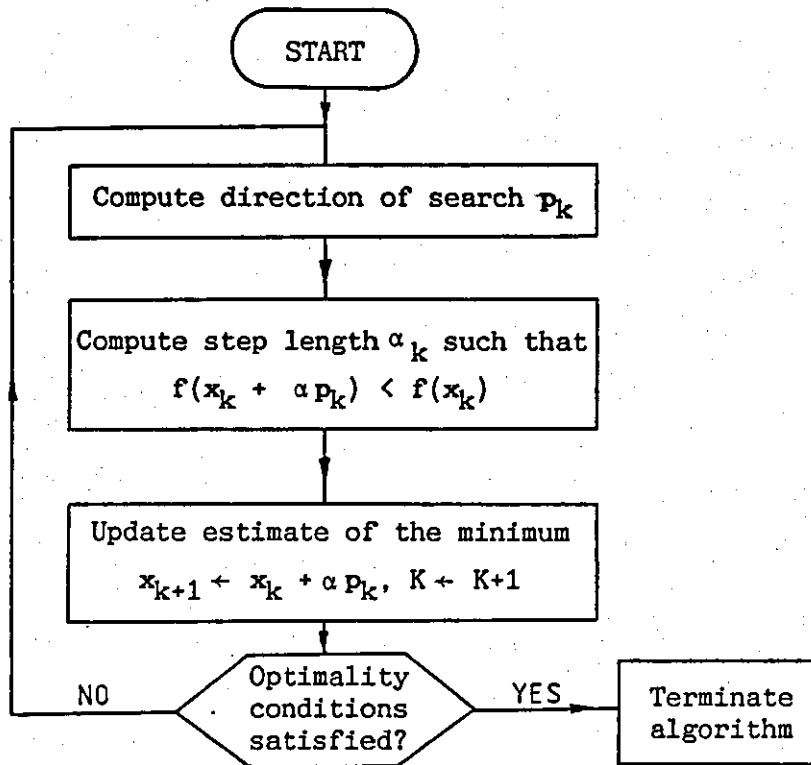 START
Compute direction of search p_k
Compute step length α_k such that
f(x_k + αp_k) < f(x_k)
Update estimate of the minimum
x_{k+1} ← x_k + αp_k, K ← K+1
Optimality
conditions
satisfied?
NO
YES
Terminate
algorithm